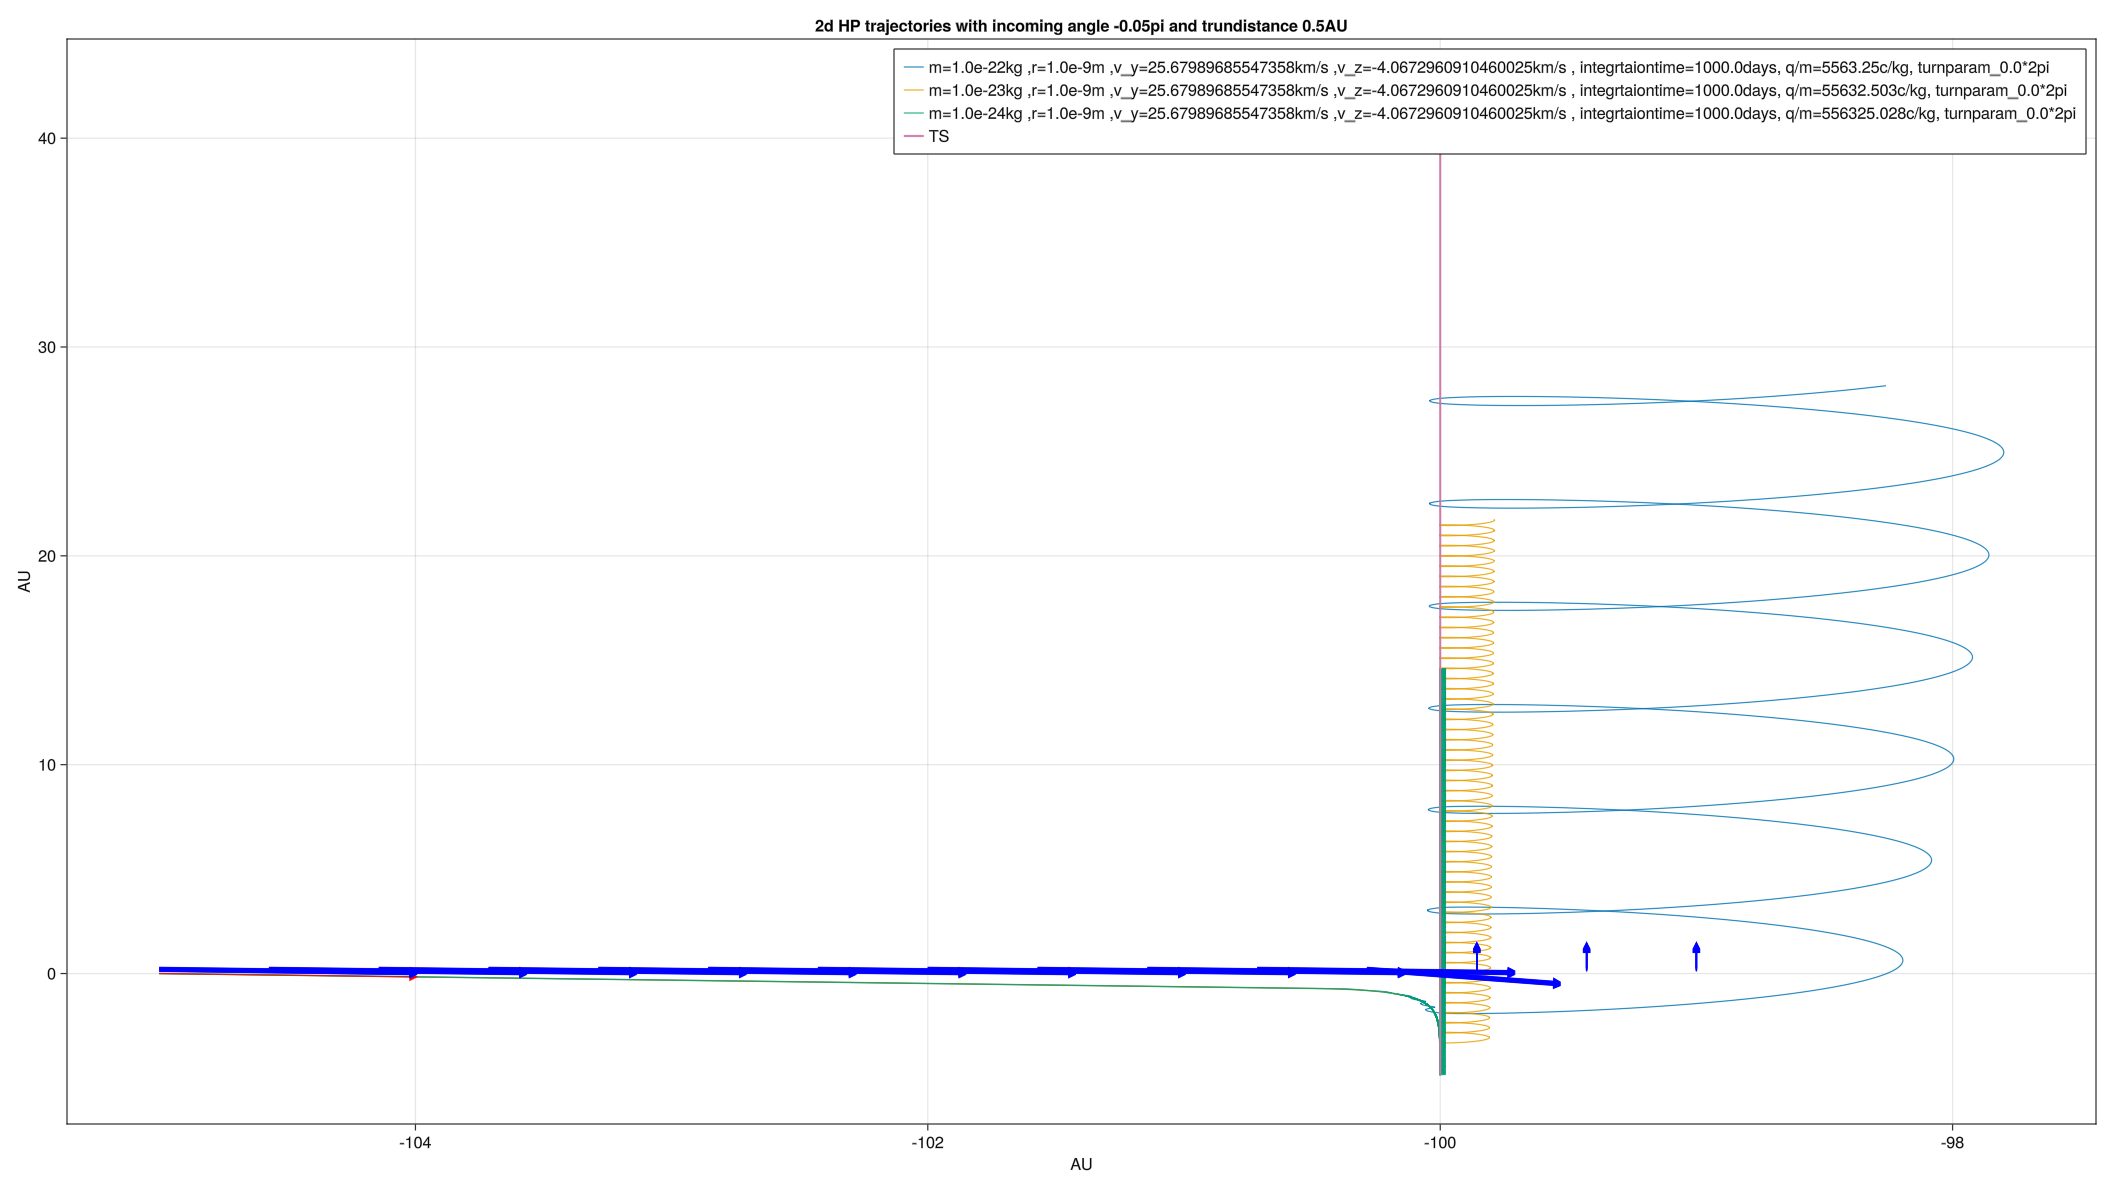 2d HP trajectories with incoming angle -0.05pi and trundistance 0.5AU
m=1.0e-22kg ,r=1.0e-9m ,v_y=25.67989685547358km/s ,v_z=-4.0672960910460025km/s , integrtaiontime=1000.0days, q/m=5563.25c/kg, turnparam_0.0*2pi
m=1.0e-23kg ,r=1.0e-9m ,v_y=25.67989685547358km/s ,v_z=-4.0672960910460025km/s , integrtaiontime=1000.0days, q/m=55632.503c/kg, turnparam_0.0*2pi
m=1.0e-24kg ,r=1.0e-9m ,v_y=25.67989685547358km/s ,v_z=-4.0672960910460025km/s , integrtaiontime=1000.0days, q/m=556325.028c/kg, turnparam_0.0*2pi
TS
40
30
20
10
0
AU
-104
-102
-100
-98
AU